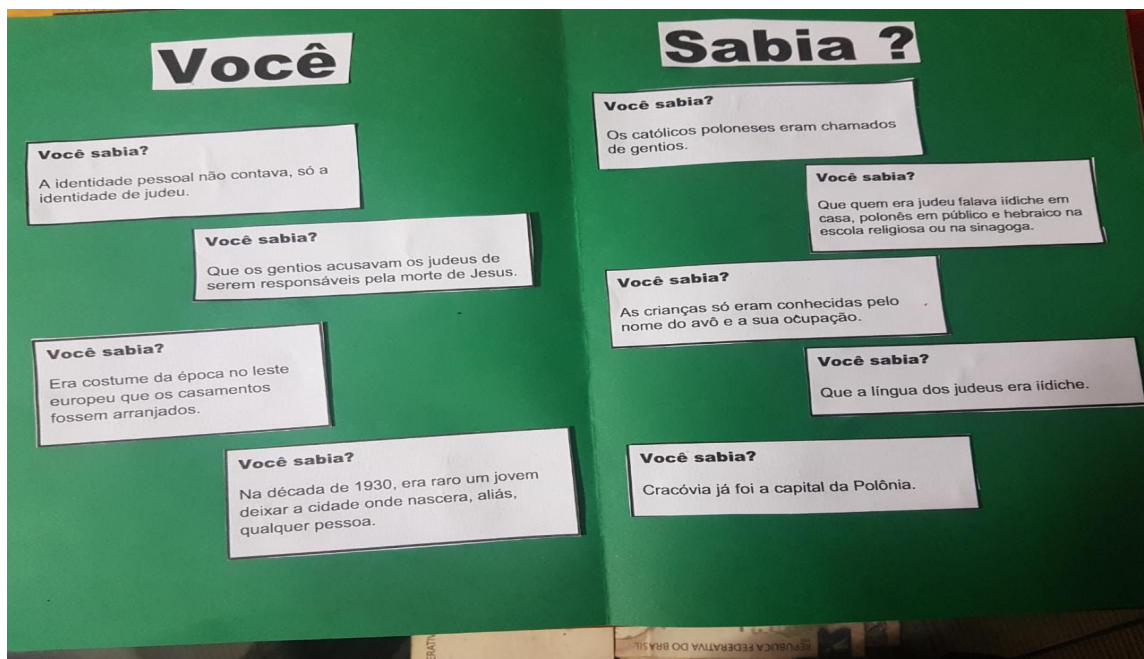 Você
Você sabia?
A identidade pessoal não contava, só a
identidade de judeu.
Você sabia?
Que os gentios acusavam os judeus de
serem responsáveis pela morte de Jesus.
Você sabia?
Era costume da época no leste
europeu que os casamentos
fossem arranjados.
Você sabia?
Na década de 1930, era raro um jovem
deixar a cidade onde nascera, aliás,
qualquer pessoa.
Sabia ?
Você sabia?
Os católicos poloneses eram chamados
de gentios.
Você sabia?
Que quem era judeu falava iídiche em
casa, polonês em público e hebraico na
escola religiosa ou na sinagoga.
Você sabia?
As crianças só eram conhecidas pelo
nome do avô e a sua ocupação.
Você sabia?
Que a língua dos judeus era iídiche.
Você sabia?
Cracóvia já foi a capital da Polônia.
REPÚBLICA FEDERATIVA DO BRASIL